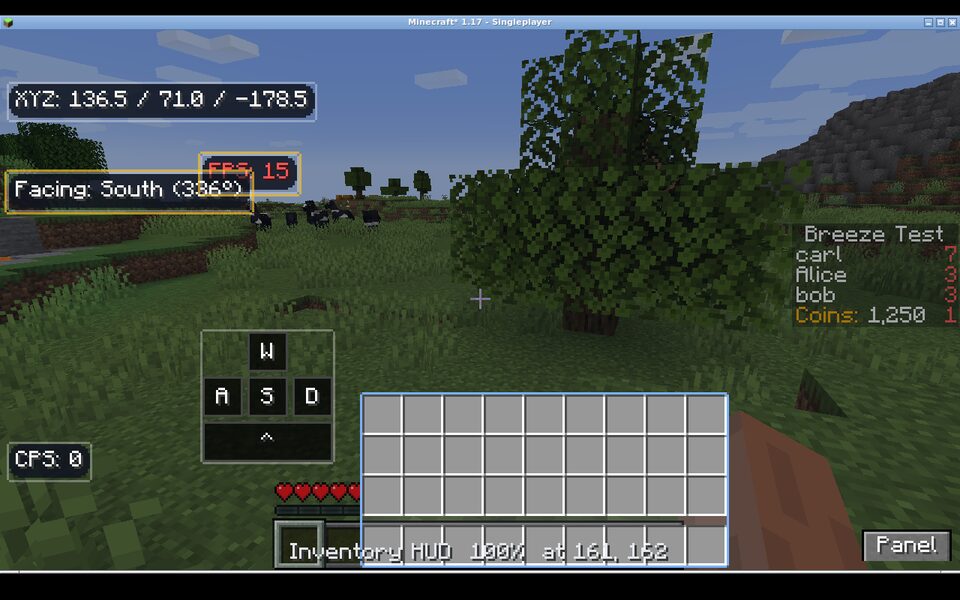 Minecraft* 1.17 - Singleplayer
XYZ: 136.5 / 71.0 / -178.5
FPS: 15
Facing: South (336°)
Breeze Test
carl 7
Alice 3
bob 3
Coins: 1,250 1
W
A S D
^
CPS: 0
Inventory HUD 100% at 161, 162
Panel